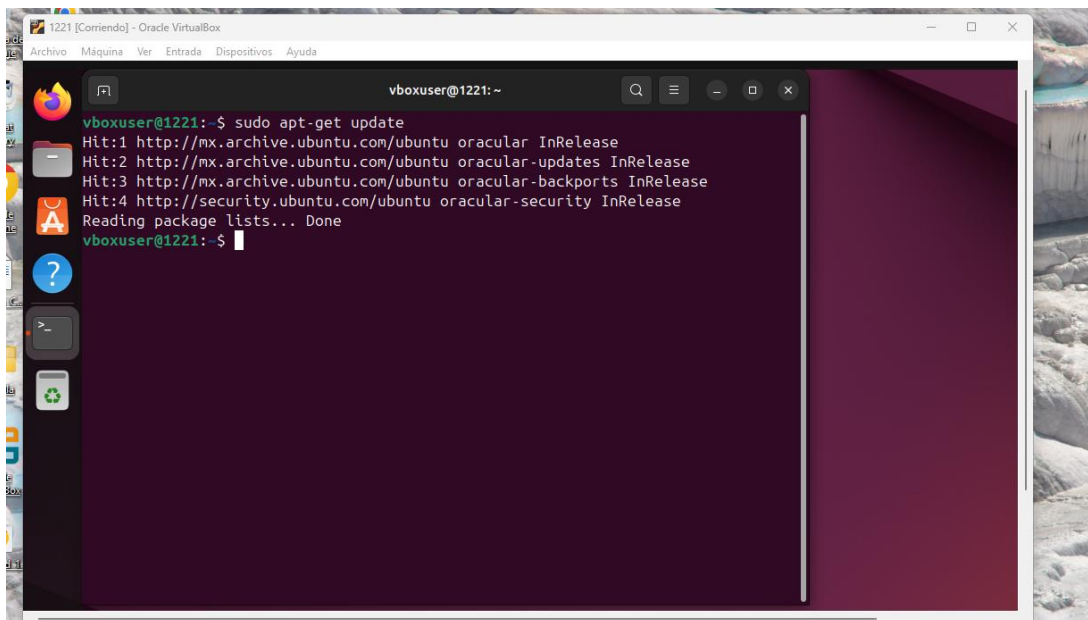 1221 [Corriendo] - Oracle VirtualBox
Archivo Máquina Ver Entrada Dispositivos Ayuda
vboxuser@1221: ~
vboxuser@1221:~$ sudo apt-get update
Hit:1 http://mx.archive.ubuntu.com/ubuntu oracular InRelease
Hit:2 http://mx.archive.ubuntu.com/ubuntu oracular-updates InRelease
Hit:3 http://mx.archive.ubuntu.com/ubuntu oracular-backports InRelease
Hit:4 http://security.ubuntu.com/ubuntu oracular-security InRelease
Reading package lists... Done
vboxuser@1221:~$